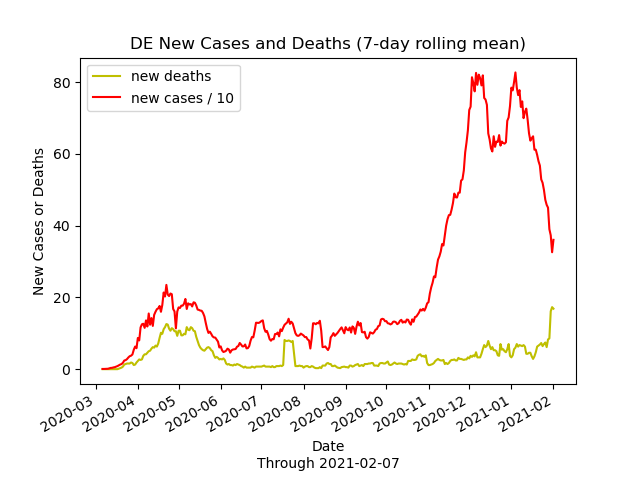 DE New Cases and Deaths (7-day rolling mean)
new deaths
new cases / 10
80
60
40
20
0
New Cases or Deaths
2020-03
2020-04
2020-05
2020-06
2020-07
2020-08
2020-09
2020-10
2020-11
2020-12
2021-01
2021-02
Date
Through 2021-02-07